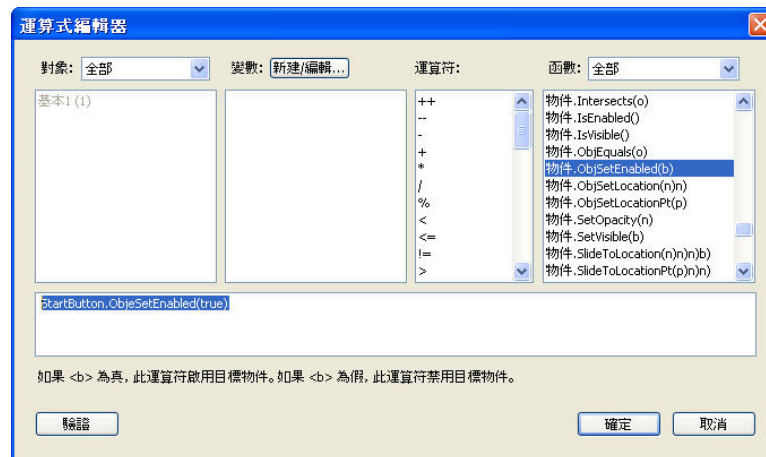 運算式編輯器
對象: 全部
變數: 新建/編輯...
運算符:
函數: 全部
基本1 (1)
++
--
-
+
*
/
%
<
<=
!=
>
物件.Intersects(o)
物件.IsEnabled()
物件.IsVisible()
物件.ObjEquals(o)
物件.ObjSetEnabled(b)
物件.ObjSetLocation(n)n)
物件.ObjSetLocationPt(p)
物件.SetOpacity(n)
物件.SetVisible(b)
物件.SlideToLocation(n)n)n)b)
物件.SlideToLocationPt(p)n)n)
StartButton.ObjeSetEnabled(true)
如果 <b> 為真, 此運算符啟用目標物件。如果 <b> 為假, 此運算符禁用目標物件。
驗證
確定
取消